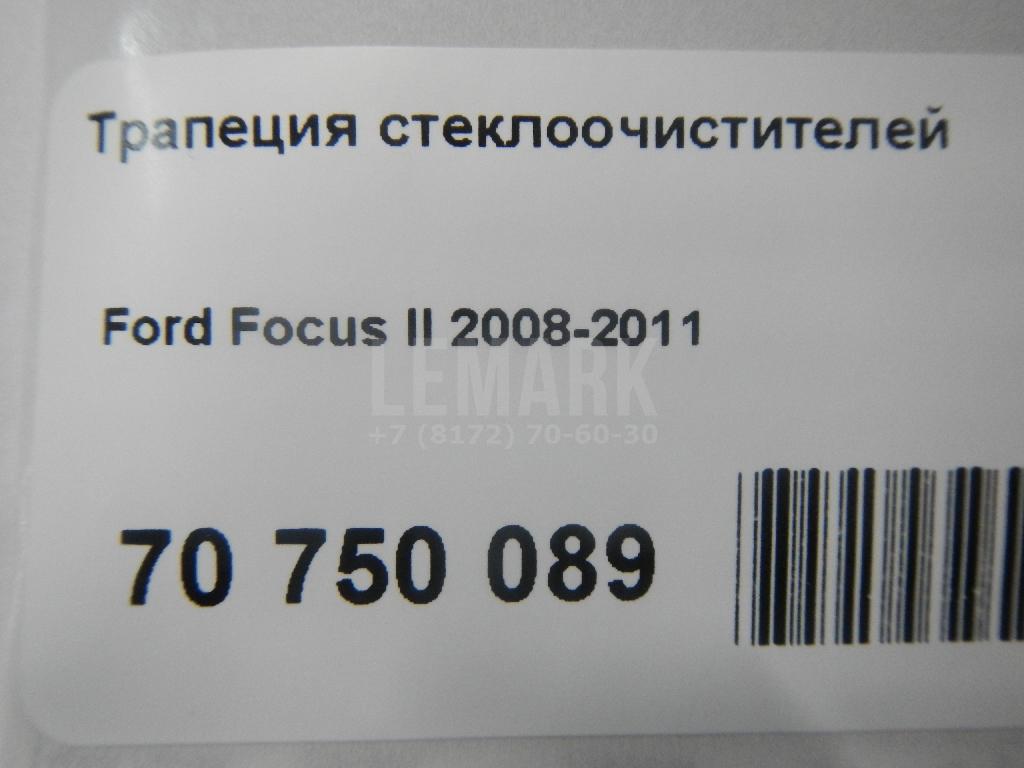 Трапеция стеклоочистителей
Ford Focus II 2008-2011
LEMARK
+7 (8172) 70-60-30
70 750 089